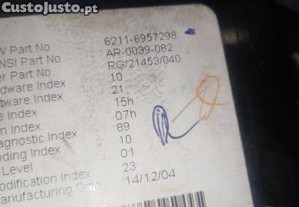 CustoJusto.pt
W Part No 6211-6957298
NSI Part No AR-0039-082
er Part No RG/21453/040
dware Index 10
tware Index 21
s Index 15h
n Index 07h
gnostic Index 89
ding Index 10
Level 01
odification Index 23
anufacturing 14/12/04